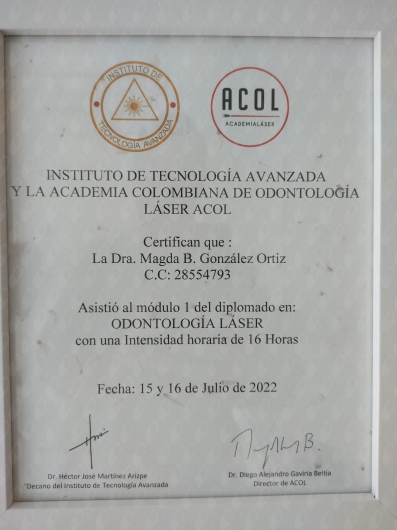 INSTITUTO DE
TECNOLOGÍA AVANZADA
ACOL
ACADEMIALÁSER
INSTITUTO DE TECNOLOGÍA AVANZADA
Y LA ACADEMIA COLOMBIANA DE ODONTOLOGÍA
LÁSER ACOL
Certifican que :
La Dra. Magda B. González Ortiz
C.C: 28554793
Asistió al módulo 1 del diplomado en:
ODONTOLOGÍA LÁSER
con una Intensidad horaria de 16 Horas
Fecha: 15 y 16 de Julio de 2022
Dr. Héctor José Martínez Arizpe
Decano del Instituto de Tecnología Avanzada
Dr. Diego Alejandro Gaviria Beitia
Director de ACOL